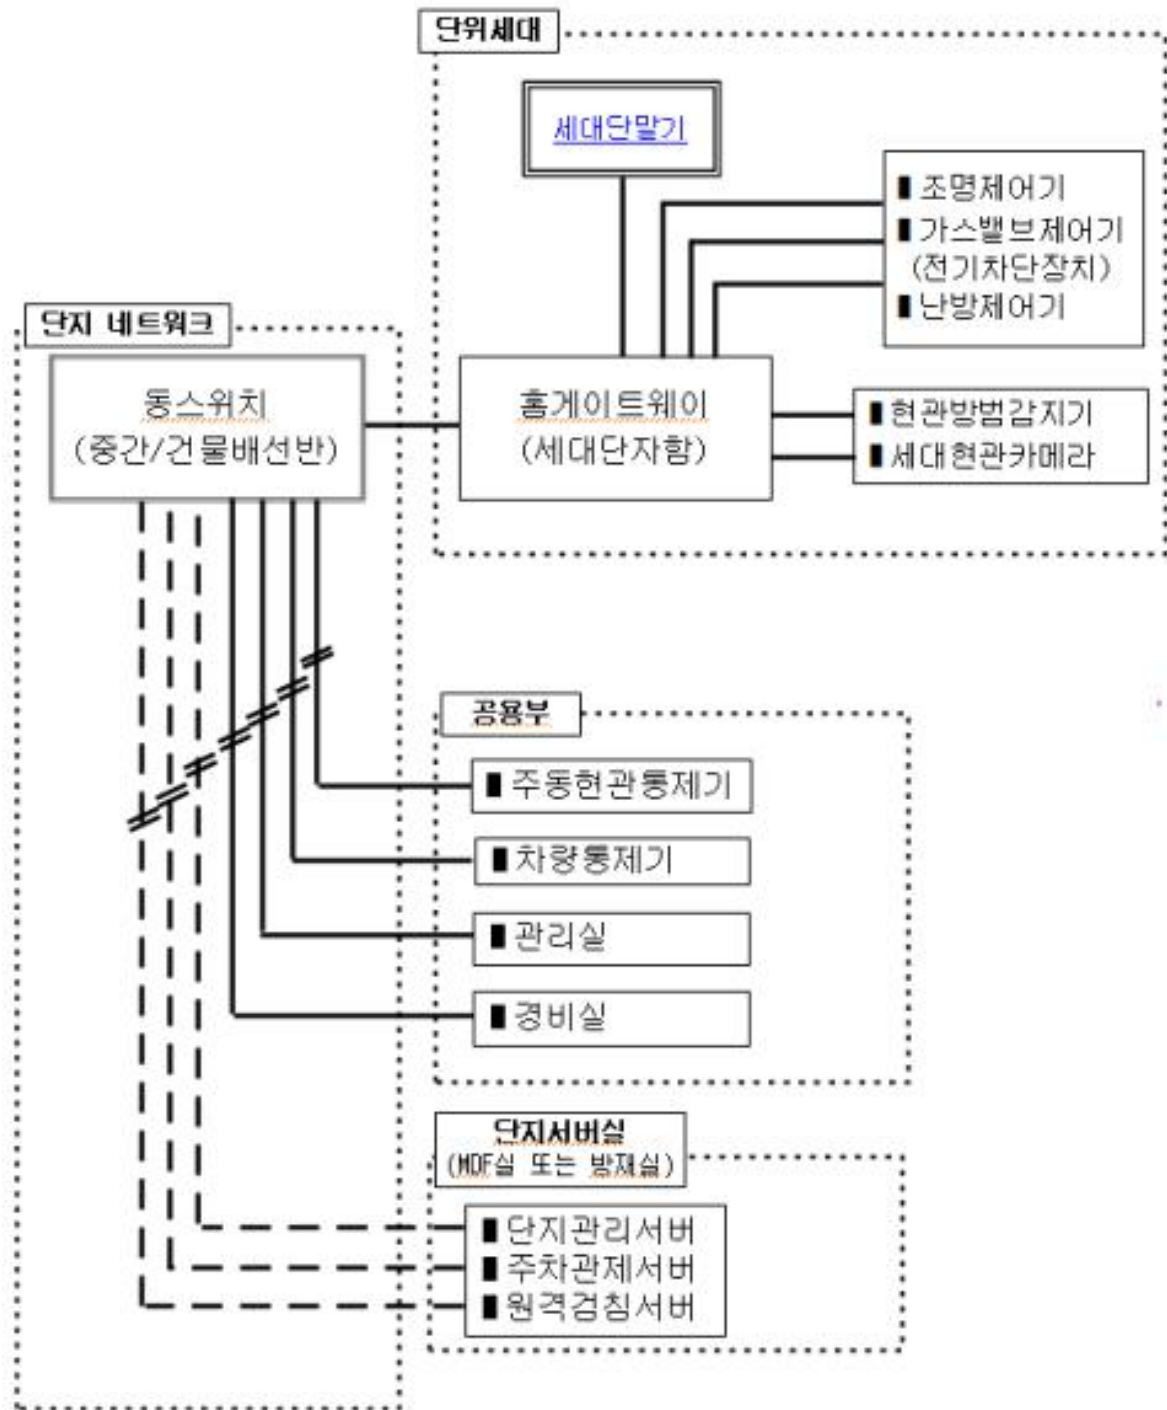 단위세대
세대단말기
■ 조명제어기
■ 가스밸브제어기
(전기차단장치)
■ 난방제어기
단지 네트워크
동스위치
(중간/건물배선반)
홈게이트웨이
(세대단자함)
■ 현관방범감지기
■ 세대현관카메라
공용부
■ 주동현관통제기
■ 차량통제기
■ 관리실
■ 경비실
단지서버실
(MDF실 또는 방재실)
■ 단지관리서버
■ 주차관제서버
■ 원격검침서버